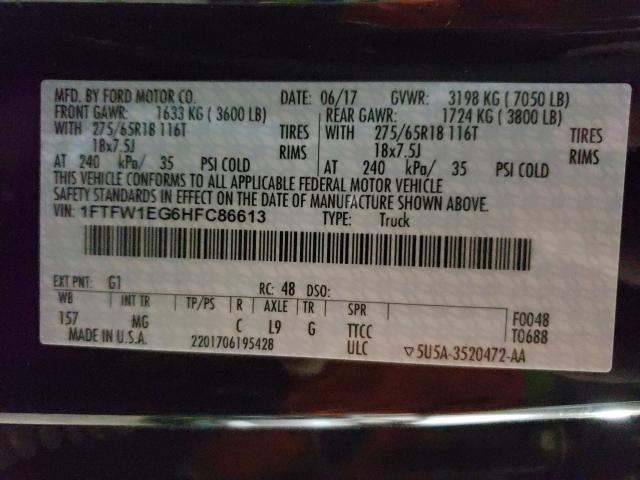 MFD. BY FORD MOTOR CO. DATE: 06/17 GVWR: 3198 KG ( 7050 LB)
FRONT GAWR: 1633 KG ( 3600 LB) REAR GAWR: 1724 KG ( 3800 LB)
WITH 275/65R18 116T TIRES WITH 275/65R18 116T TIRES
18x7.5J RIMS 18x7.5J RIMS
AT 240 kPa/ 35 PSI COLD AT 240 kPa/ 35 PSI COLD
THIS VEHICLE CONFORMS TO ALL APPLICABLE FEDERAL MOTOR VEHICLE
SAFETY STANDARDS IN EFFECT ON THE DATE OF MANUFACTURE SHOWN ABOVE.
VIN: 1FTFW1EG6HFC86613 TYPE: Truck
EXT PNT: G1 RC: 48 DSO:
WB INT TR TP/PS R AXLE TR SPR F0048
157 MG C L9 G TTCC T0688
MADE IN U.S.A. 2201706195428 ULC ▽5U5A-3520472-AA